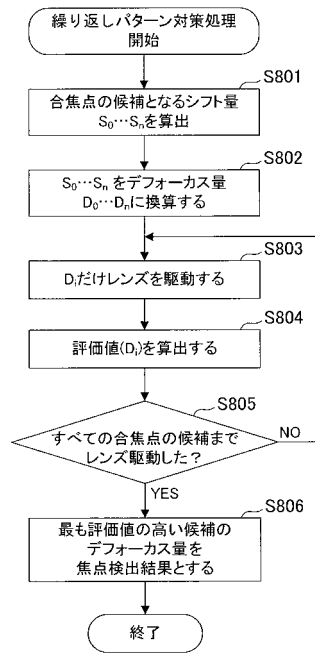 繰り返しパターン対策処理
開始
S801
合焦点の候補となるシフト量
S₀…Sₙを算出
S802
S₀…Sₙをデフォーカス量
D₀…Dₙに換算する
S803
Dᵢだけレンズを駆動する
S804
評価値(Dᵢ)を算出する
S805
すべての合焦点の候補まで
レンズ駆動した？
NO
YES
S806
最も評価値の高い候補の
デフォーカス量を
焦点検出結果とする
終了